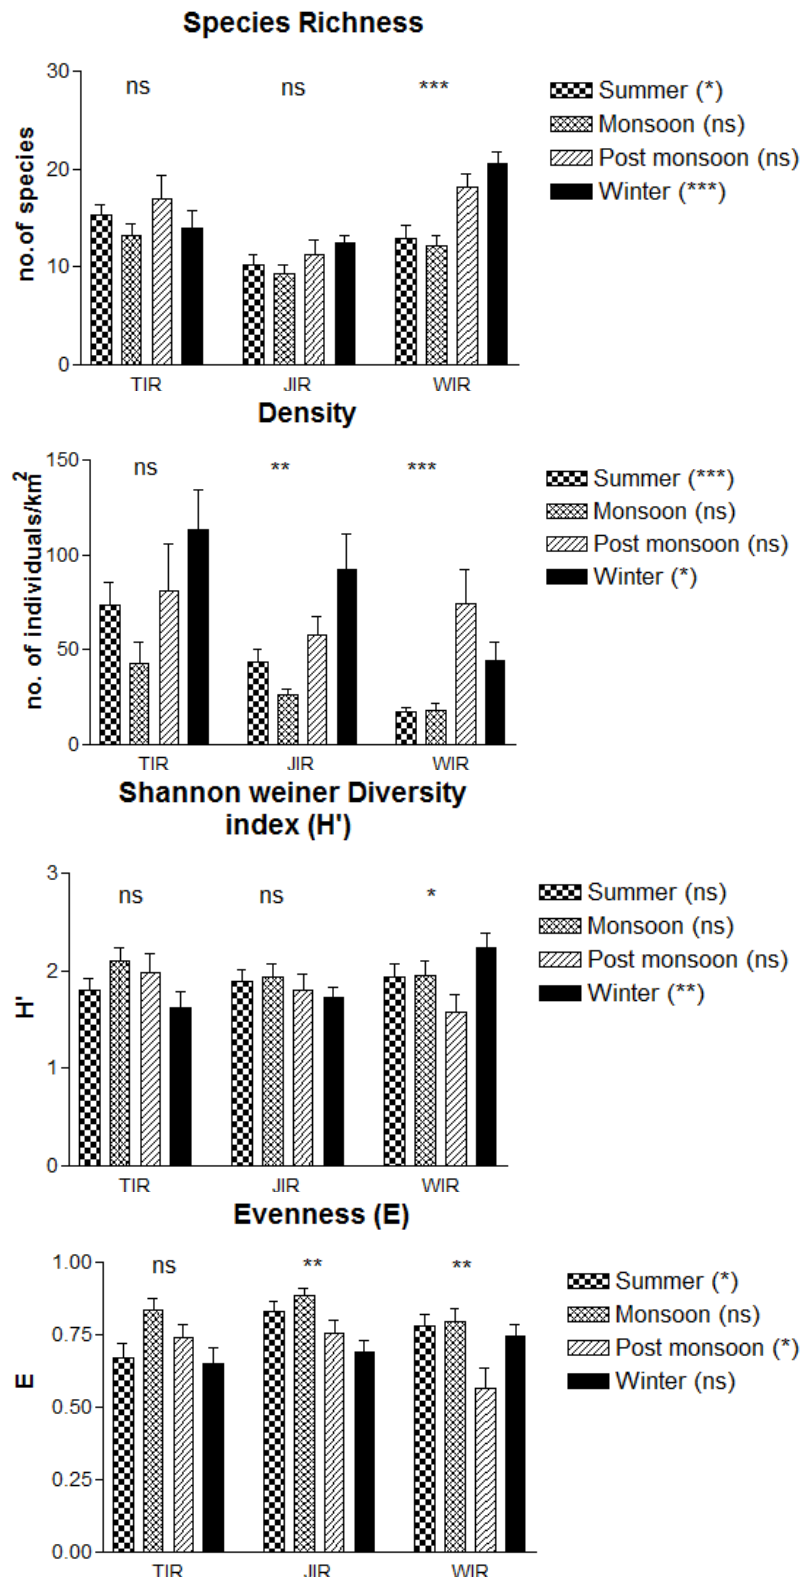 Species Richness
30
20
10
0
no.of species
ns
ns
***
TIR
JIR
WIR
Summer (*)
Monsoon (ns)
Post monsoon (ns)
Winter (***)
Density
150
100
50
0
no. of individuals/km²
ns
**
***
TIR
JIR
WIR
Summer (***)
Monsoon (ns)
Post monsoon (ns)
Winter (*)
Shannon weiner Diversity
index (H')
3
2
1
0
H'
ns
ns
*
TIR
JIR
WIR
Summer (ns)
Monsoon (ns)
Post monsoon (ns)
Winter (**)
Evenness (E)
1.00
0.75
0.50
0.25
0.00
E
ns
**
**
TIR
JIR
WIR
Summer (*)
Monsoon (ns)
Post monsoon (*)
Winter (ns)